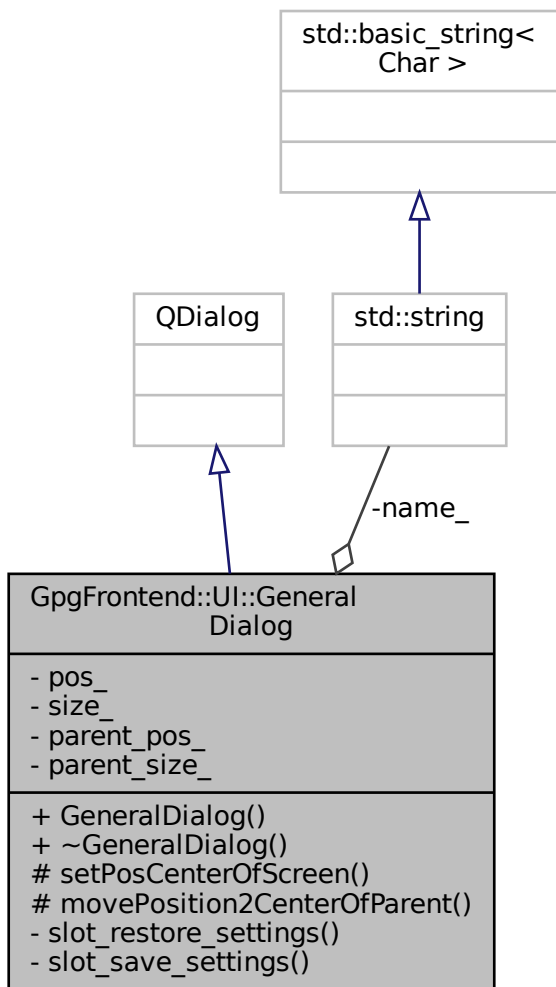 std::basic_string<
Char >
QDialog
std::string
-name_
GpgFrontend::UI::General
Dialog
- pos_
- size_
- parent_pos_
- parent_size_
+ GeneralDialog()
+ ~GeneralDialog()
# setPosCenterOfScreen()
# movePosition2CenterOfParent()
- slot_restore_settings()
- slot_save_settings()